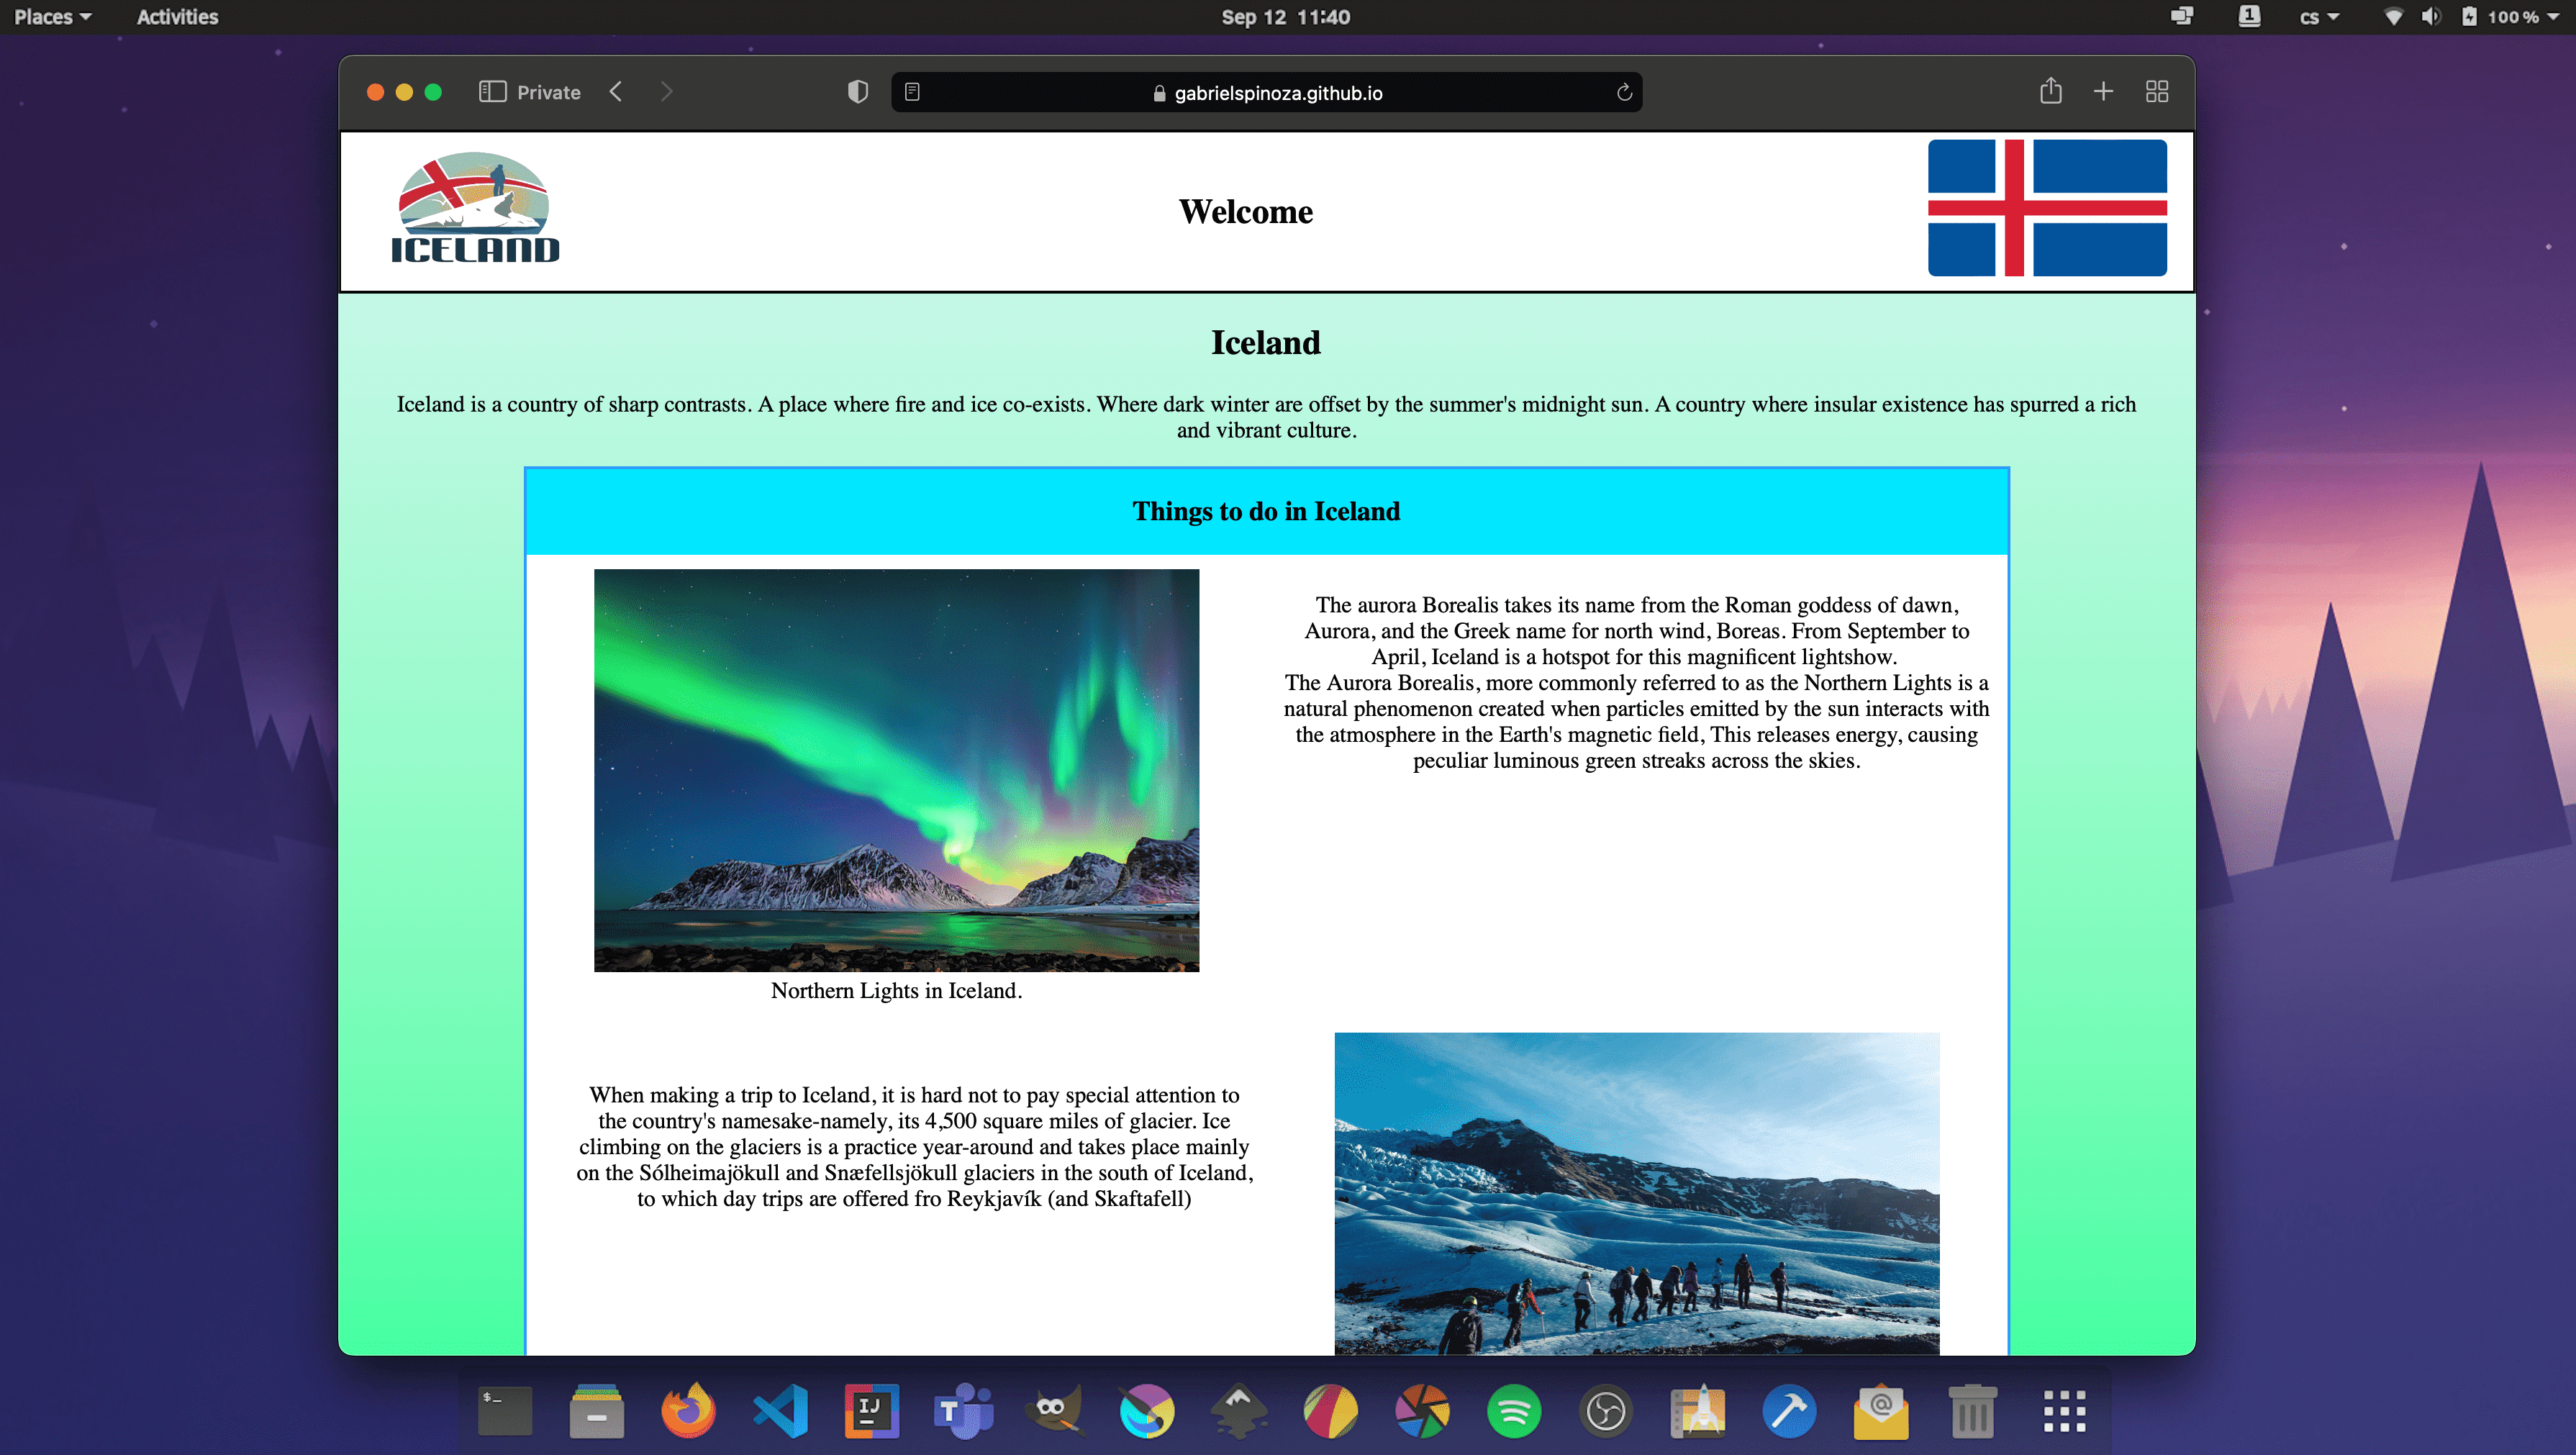 Places Activities Sep 12 11:40 1 cs 100 %
Private gabrielspinoza.github.io
ICELAND
Welcome
Iceland
Iceland is a country of sharp contrasts. A place where fire and ice co-exists. Where dark winter are offset by the summer's midnight sun. A country where insular existence has spurred a rich
and vibrant culture.
Things to do in Iceland
The aurora Borealis takes its name from the Roman goddess of dawn,
Aurora, and the Greek name for north wind, Boreas. From September to
April, Iceland is a hotspot for this magnificent lightshow.
The Aurora Borealis, more commonly referred to as the Northern Lights is a
natural phenomenon created when particles emitted by the sun interacts with
the atmosphere in the Earth's magnetic field, This releases energy, causing
peculiar luminous green streaks across the skies.
Northern Lights in Iceland.
When making a trip to Iceland, it is hard not to pay special attention to
the country's namesake-namely, its 4,500 square miles of glacier. Ice
climbing on the glaciers is a practice year-around and takes place mainly
on the Sólheimajökull and Snæfellsjökull glaciers in the south of Iceland,
to which day trips are offered fro Reykjavík (and Skaftafell)
$_ IJ T @